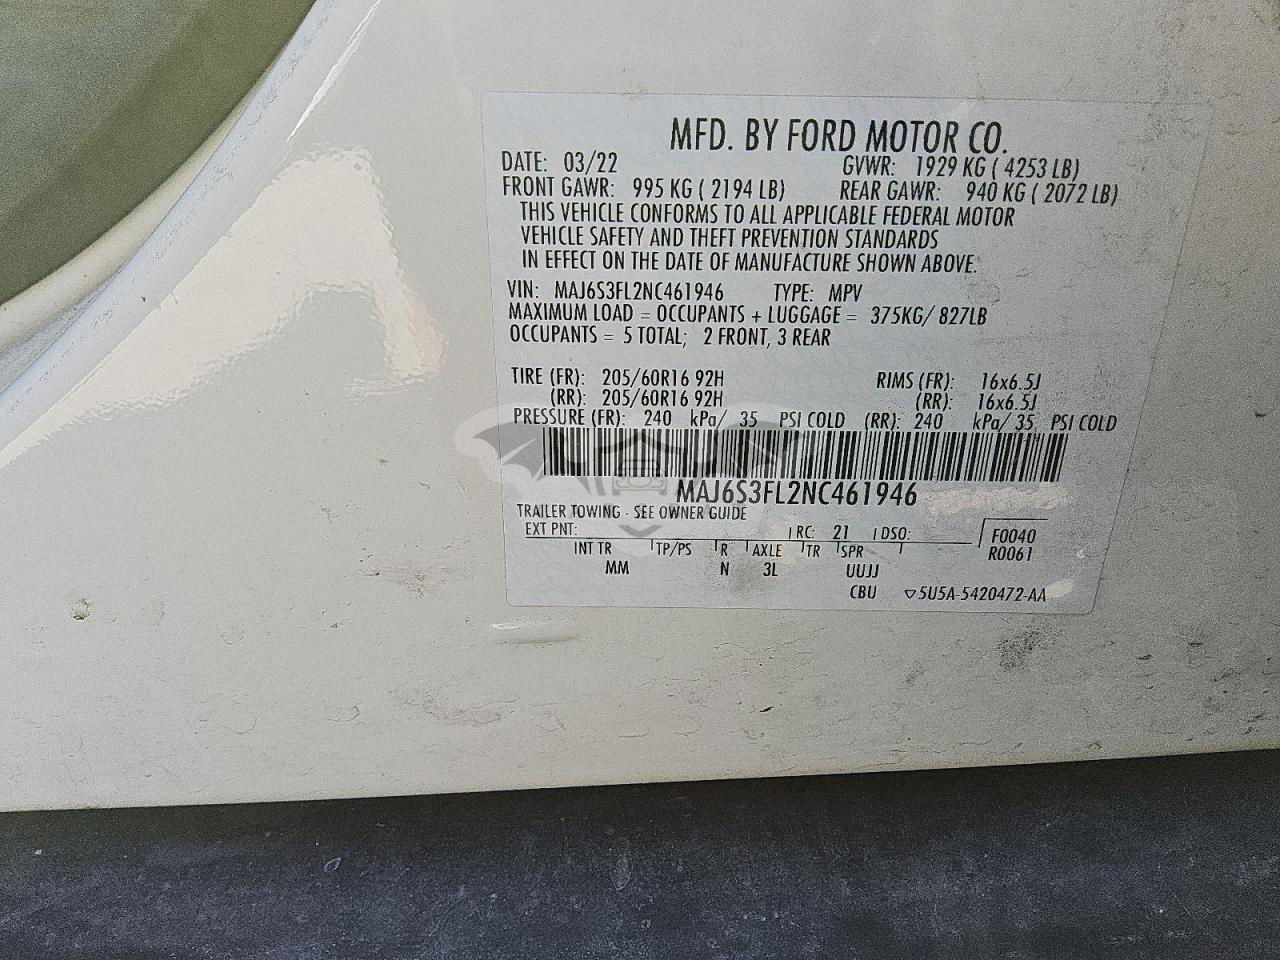 MFD. BY FORD MOTOR CO.
DATE: 03/22 GVWR: 1929 KG ( 4253 LB)
FRONT GAWR: 995 KG ( 2194 LB) REAR GAWR: 940 KG ( 2072 LB)
THIS VEHICLE CONFORMS TO ALL APPLICABLE FEDERAL MOTOR
VEHICLE SAFETY AND THEFT PREVENTION STANDARDS
IN EFFECT ON THE DATE OF MANUFACTURE SHOWN ABOVE.
VIN: MAJ6S3FL2NC461946 TYPE: MPV
MAXIMUM LOAD = OCCUPANTS + LUGGAGE = 375KG/ 827LB
OCCUPANTS = 5 TOTAL; 2 FRONT, 3 REAR
TIRE (FR): 205/60R16 92H RIMS (FR): 16x6.5J
(RR): 205/60R16 92H (RR): 16x6.5J
PRESSURE (FR): 240 kPa/ 35 PSI COLD (RR): 240 kPa/ 35 PSI COLD
MAJ6S3FL2NC461946
TRAILER TOWING - SEE OWNER GUIDE
EXT PNT: RC: 21 DSO: F0040
INT TR TP/PS R AXLE TR SPR R0061
MM N 3L UUJJ
CBU ▽5U5A-5420472-AA